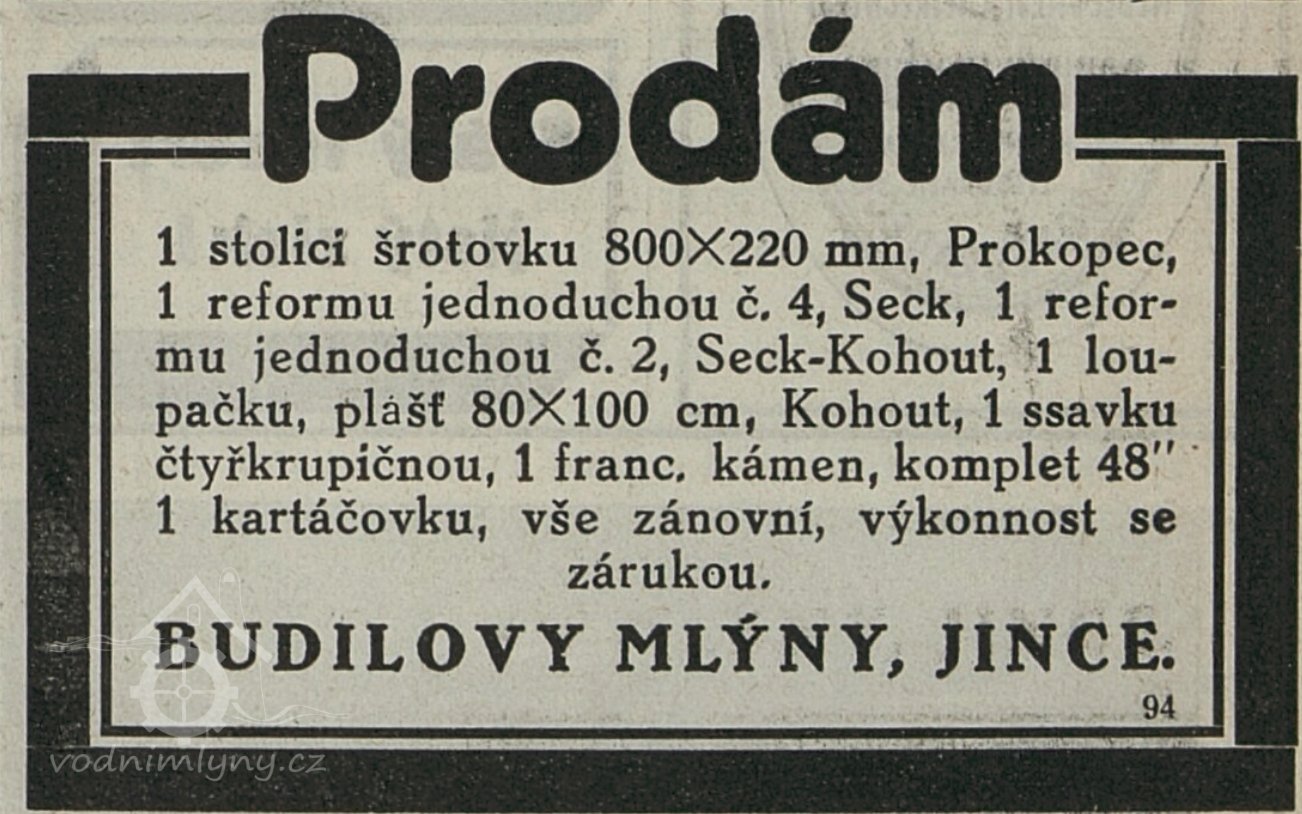 Prodám
1 stolici šrotovku 800×220 mm, Prokopec,
1 reformu jednoduchou č. 4, Seck, 1 refor-
mu jednoduchou č. 2, Seck-Kohout, 1 lou-
pačku, plášť 80×100 cm, Kohout, 1 ssavku
čtyřkrupičnou, 1 franc. kámen, komplet 48″
1 kartáčovku, vše zánovní, výkonnost se
zárukou.
BUDILOVY MLÝNY, JINCE.
94
vodnimlyny.cz